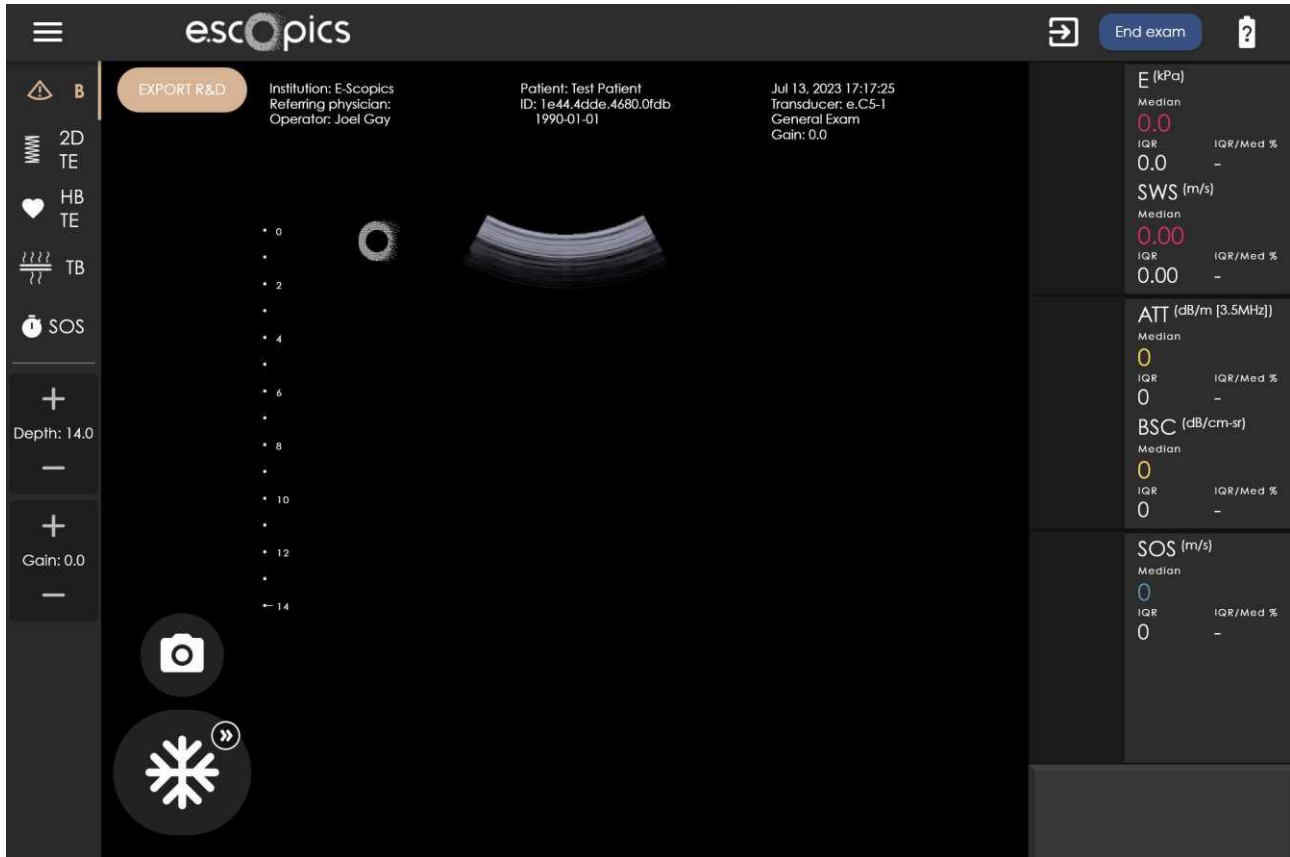 e.scopics
End exam
?
B
2D
TE
HB
TE
TB
SOS
+
Depth: 14.0
—
+
Gain: 0.0
—
EXPORT R&D
Institution: E-Scopics
Referring physician:
Operator: Joel Gay
Patient: Test Patient
ID: 1e44.4dde.4680.0fdb
1990-01-01
Jul 13, 2023 17:17:25
Transducer: e.C5-1
General Exam
Gain: 0.0
0
2
4
6
8
10
12
14
E (kPa)
Median
0.0
IQR IQR/Med %
0.0 -
SWS (m/s)
Median
0.00
IQR IQR/Med %
0.00 -
ATT (dB/m [3.5MHz])
Median
0
IQR IQR/Med %
0 -
BSC (dB/cm-sr)
Median
0
IQR IQR/Med %
0 -
SOS (m/s)
Median
0
IQR IQR/Med %
0 -